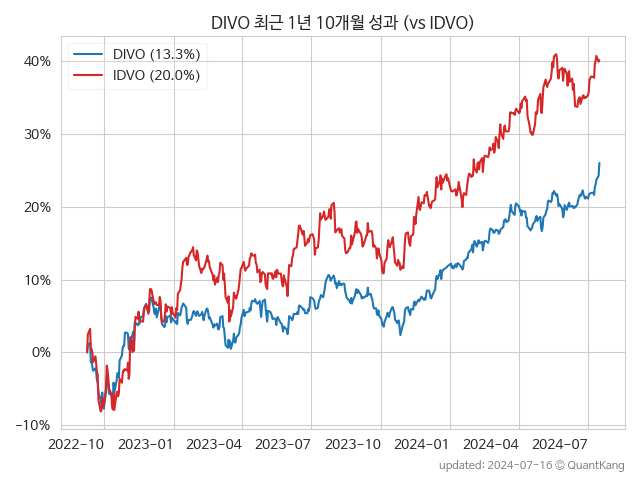 DIVO 최근 1년 10개월 성과 (vs IDVO)
DIVO (13.3%)
IDVO (20.0%)
40%
30%
20%
10%
0%
−10%
2022-10 2023-01 2023-04 2023-07 2023-10 2024-01 2024-04 2024-07
updated: 2024-07-16 © QuantKang